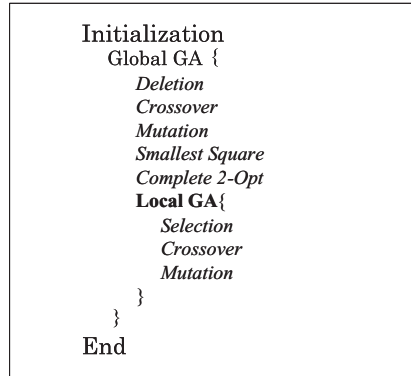 Initialization
Global GA {
Deletion
Crossover
Mutation
Smallest Square
Complete 2-Opt
Local GA{
Selection
Crossover
Mutation
}
}
End